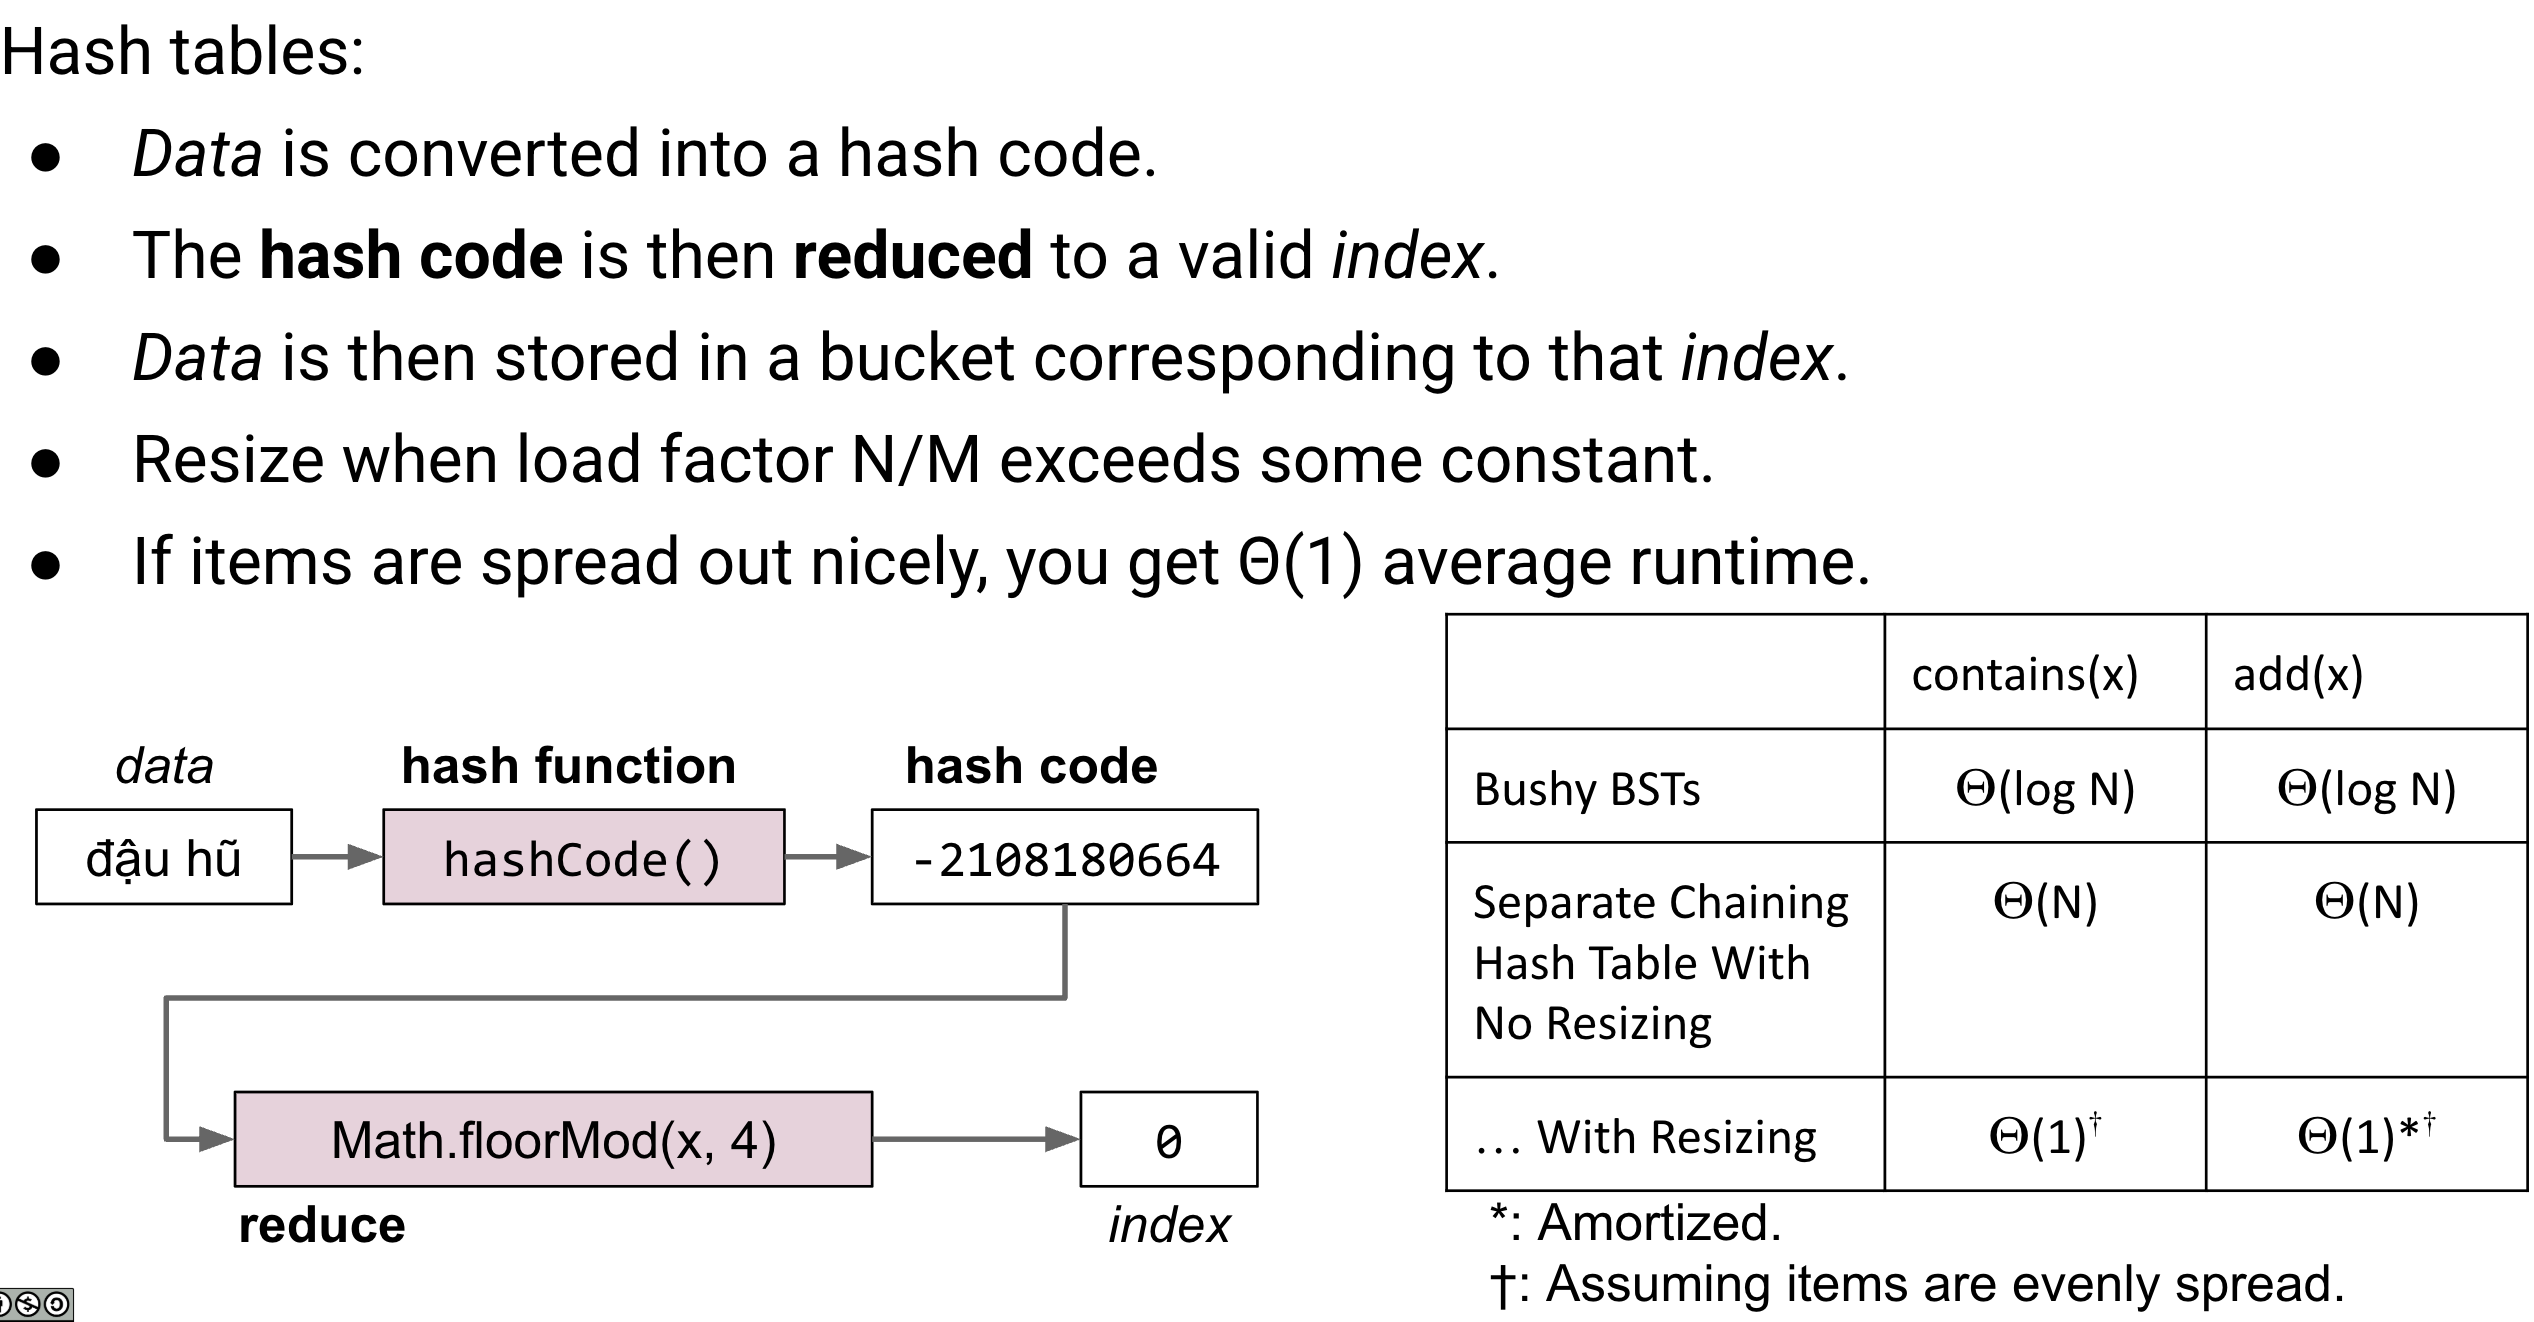 Hash tables:
● Data is converted into a hash code.
● The hash code is then reduced to a valid index.
● Data is then stored in a bucket corresponding to that index.
● Resize when load factor N/M exceeds some constant.
● If items are spread out nicely, you get Θ(1) average runtime.
data hash function hash code
đậu hũ hashCode() -2108180664
Math.floorMod(x, 4) 0
reduce index
contains(x) add(x)
Bushy BSTs Θ(log N) Θ(log N)
Separate Chaining Θ(N) Θ(N)
Hash Table With
No Resizing
… With Resizing Θ(1)† Θ(1)*†
*: Amortized.
†: Assuming items are evenly spread.